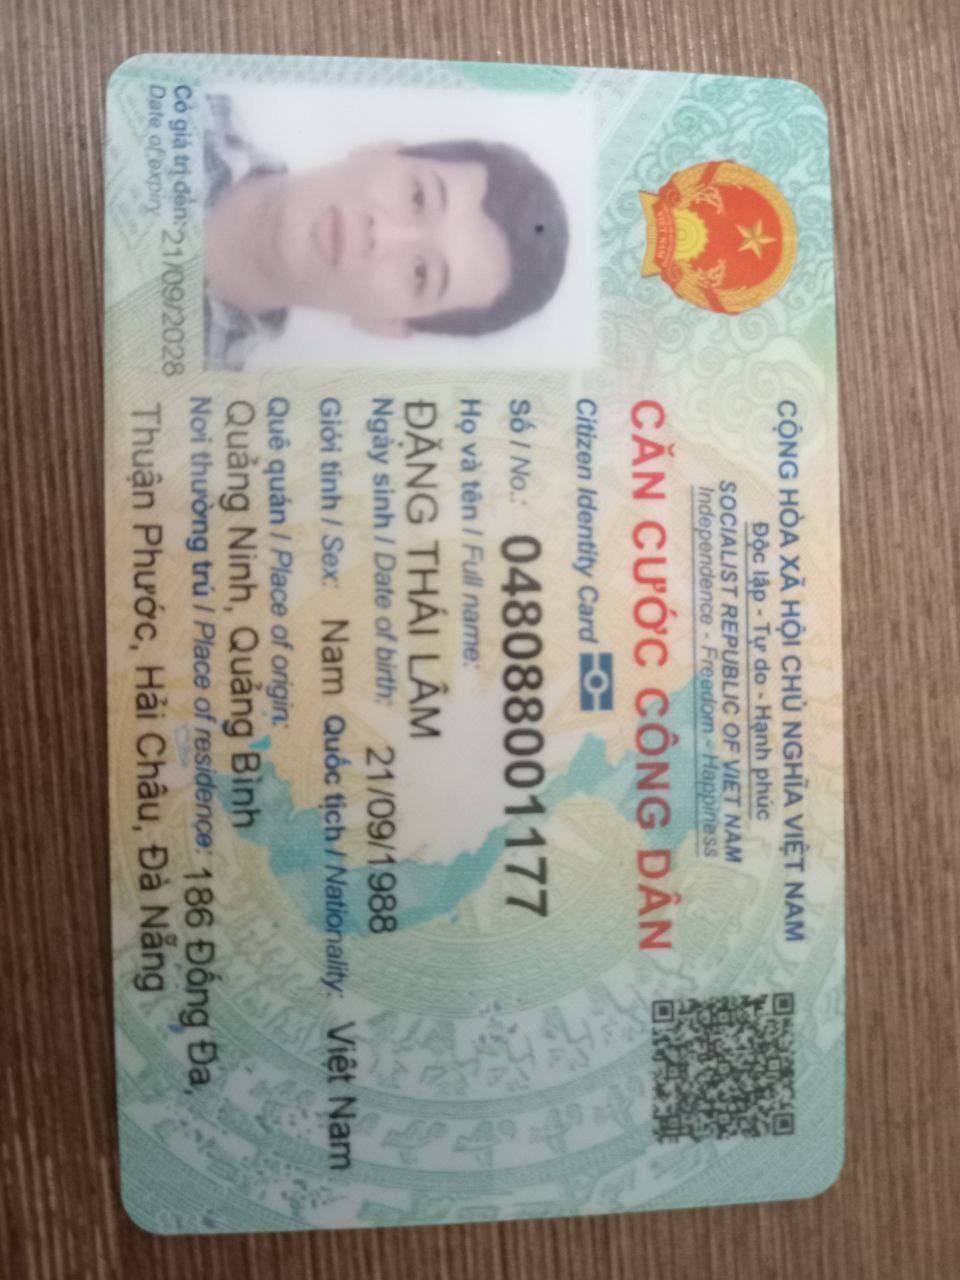 CỘNG HÒA XÃ HỘI CHỦ NGHĨA VIỆT NAM
Độc lập - Tự do - Hạnh phúc
SOCIALIST REPUBLIC OF VIET NAM
Independence - Freedom - Happiness
CĂN CƯỚC CÔNG DÂN
Citizen Identity Card
Số / No.: 048088001177
Họ và tên / Full name:
ĐẶNG THÁI LÂM
Ngày sinh / Date of birth: 21/09/1988
Giới tính / Sex: Nam Quốc tịch / Nationality: Việt Nam
Quê quán / Place of origin:
Quảng Ninh, Quảng Bình
Nơi thường trú / Place of residence: 186 Đống Đa,
Thuận Phước, Hải Châu, Đà Nẵng
Có giá trị đến: 21/09/2028
Date of expiry
VIỆT NAM